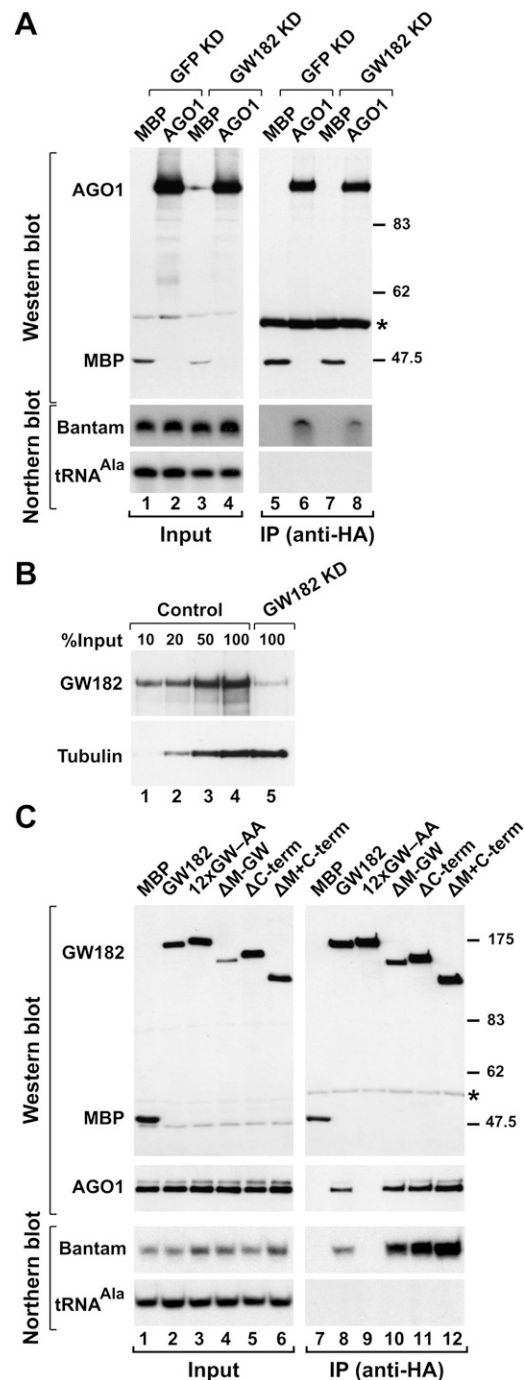 A
GFP KD GW182 KD GFP KD GW182 KD
MBP AGO1 MBP AGO1 MBP AGO1 MBP AGO1
Western blot
AGO1
83
62
*
MBP
47.5
Northern blot
Bantam
tRNA^Ala
1 2 3 4 5 6 7 8
Input IP (anti-HA)
B
Control GW182 KD
%Input 10 20 50 100 100
GW182
Tubulin
1 2 3 4 5
C
MBP GW182 12xGW–AA ΔM-GW ΔC-term ΔM+C-term MBP GW182 12xGW–AA ΔM-GW ΔC-term ΔM+C-term
Western blot
GW182
175
83
62
*
MBP
47.5
AGO1
Northern blot
Bantam
tRNA^Ala
1 2 3 4 5 6 7 8 9 10 11 12
Input IP (anti-HA)